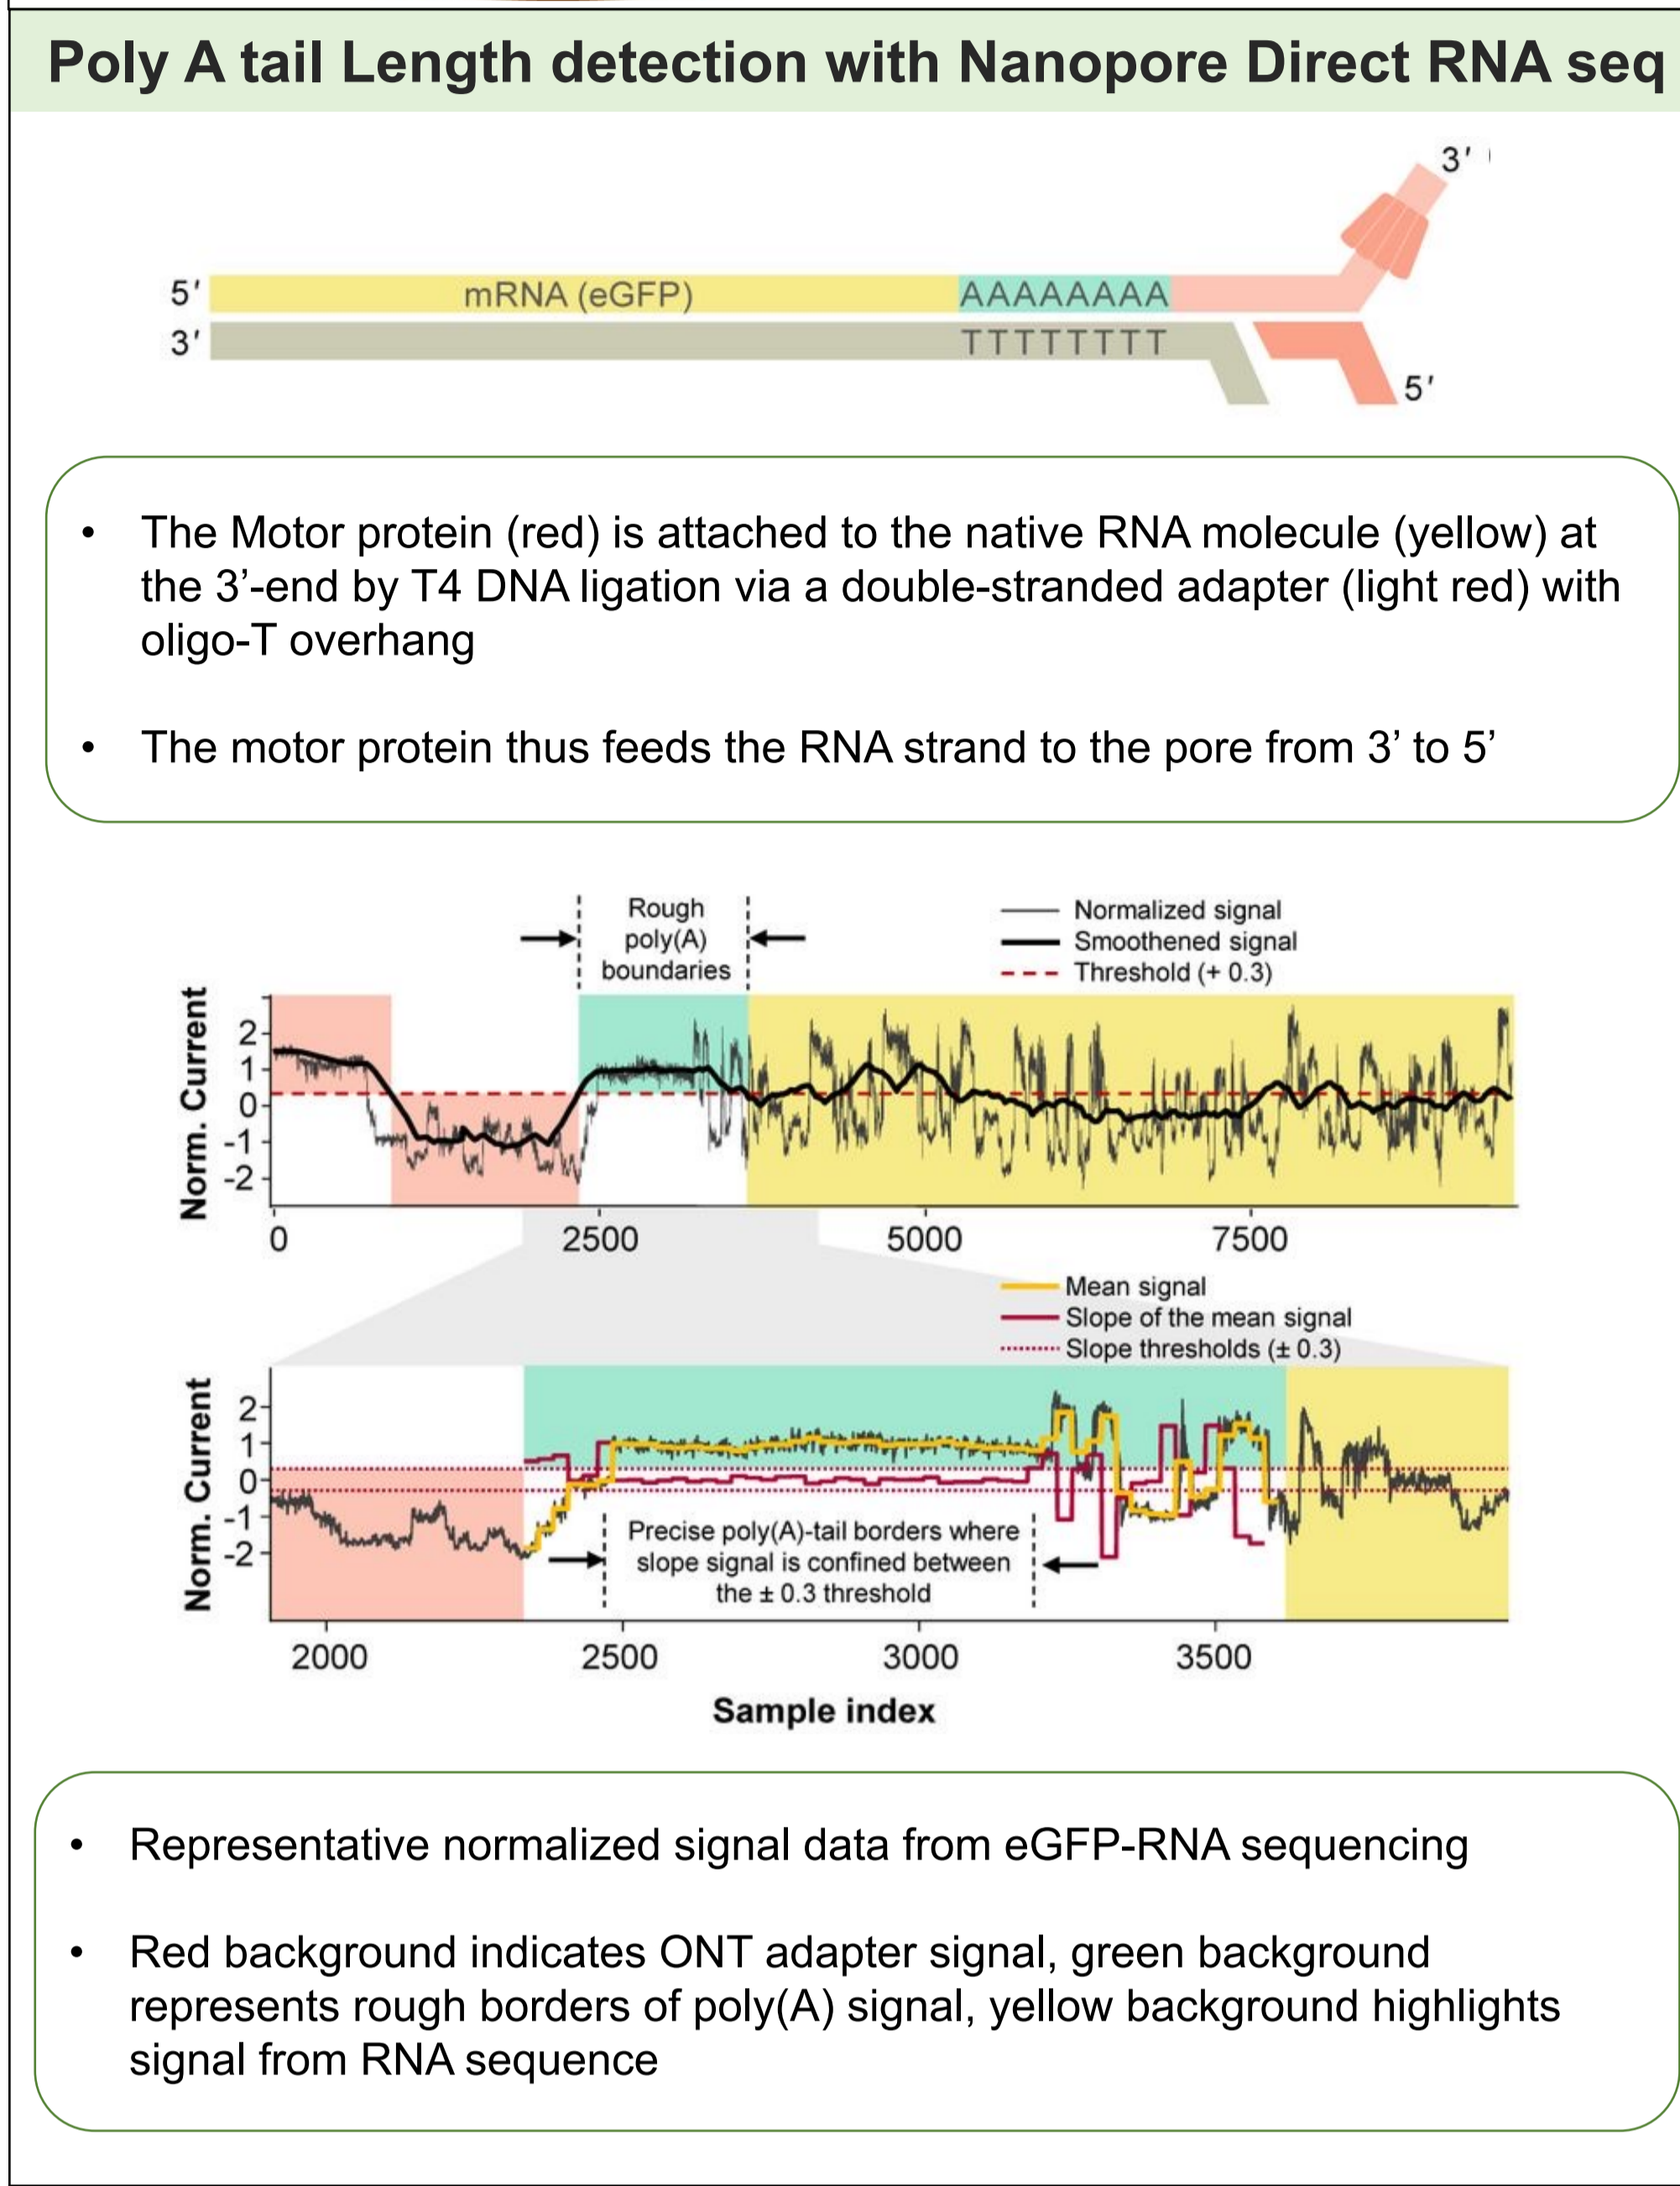 Poly A tail Length detection with Nanopore Direct RNA seq
3′
5′ mRNA (eGFP) AAAAAAAA
3′ TTTTTTTT
5′
• The Motor protein (red) is attached to the native RNA molecule (yellow) at
the 3’-end by T4 DNA ligation via a double-stranded adapter (light red) with
oligo-T overhang
• The motor protein thus feeds the RNA strand to the pore from 3’ to 5’
Rough
poly(A)
boundaries
Normalized signal
Smoothened signal
Threshold (+ 0.3)
Norm. Current
2
1
0
-1
-2
0 2500 5000 7500
Mean signal
Slope of the mean signal
Slope thresholds (± 0.3)
Norm. Current
2
1
0
-1
-2
Precise poly(A)-tail borders where
slope signal is confined between
the ± 0.3 threshold
2000 2500 3000 3500
Sample index
• Representative normalized signal data from eGFP-RNA sequencing
• Red background indicates ONT adapter signal, green background
represents rough borders of poly(A) signal, yellow background highlights
signal from RNA sequence